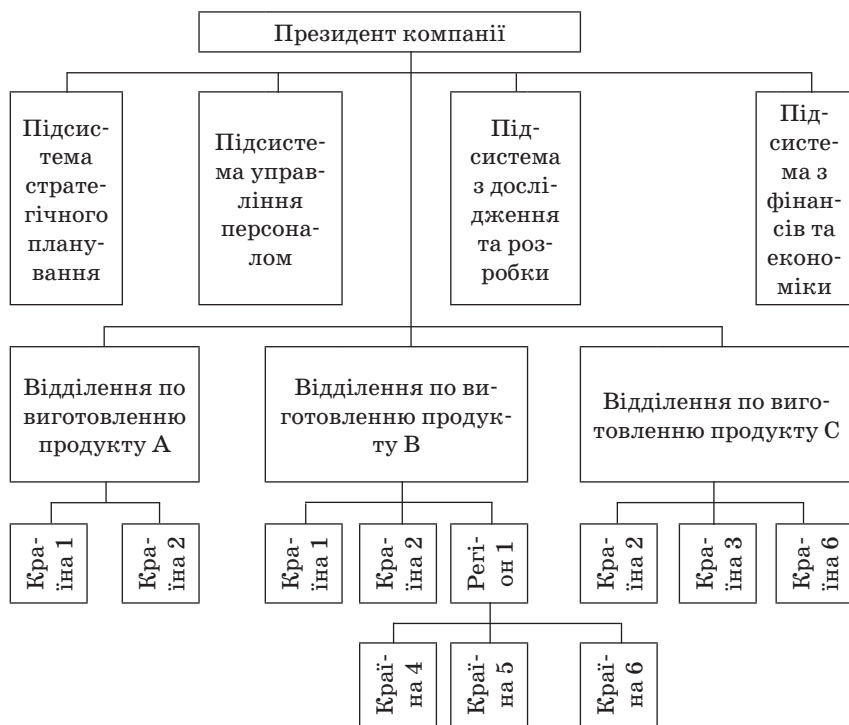 Президент компанії
Підсис-
тема
страте-
гічного
плану-
вання
Підсисте-
ма управ-
ління
персона-
лом
Під-
система
з дослі-
дження
та роз-
робки
Під-
систе-
ма з
фінан-
сів та
еконо-
міки
Відділення по
виготовленню
продукту А
Відділення по ви-
готовленню продук-
ту В
Відділення по виго-
товленню продукту С
Кра-
їна 1
Кра-
їна 2
Кра-
їна 1
Кра-
їна 2
Регі-
он 1
Кра-
їна 2
Кра-
їна 3
Кра-
їна 6
Краї-
на 4
Краї-
на 5
Краї-
на 6